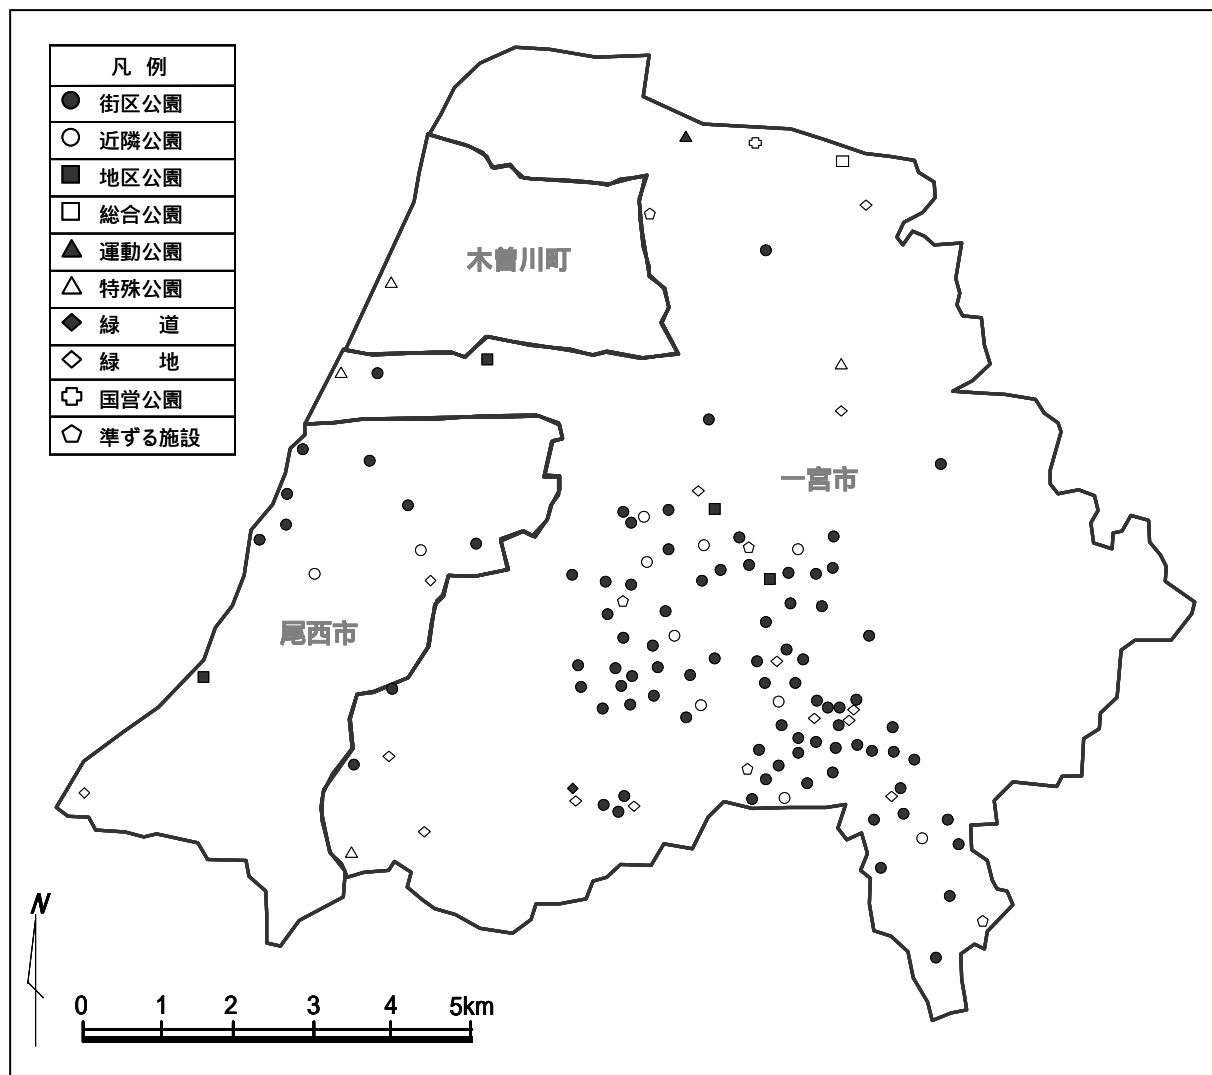 凡 例
街区公園
近隣公園
地区公園
総合公園
運動公園
特殊公園
緑 道
緑 地
国営公園
準ずる施設
木曽川町
一宮市
尾西市
N
0 1 2 3 4 5km